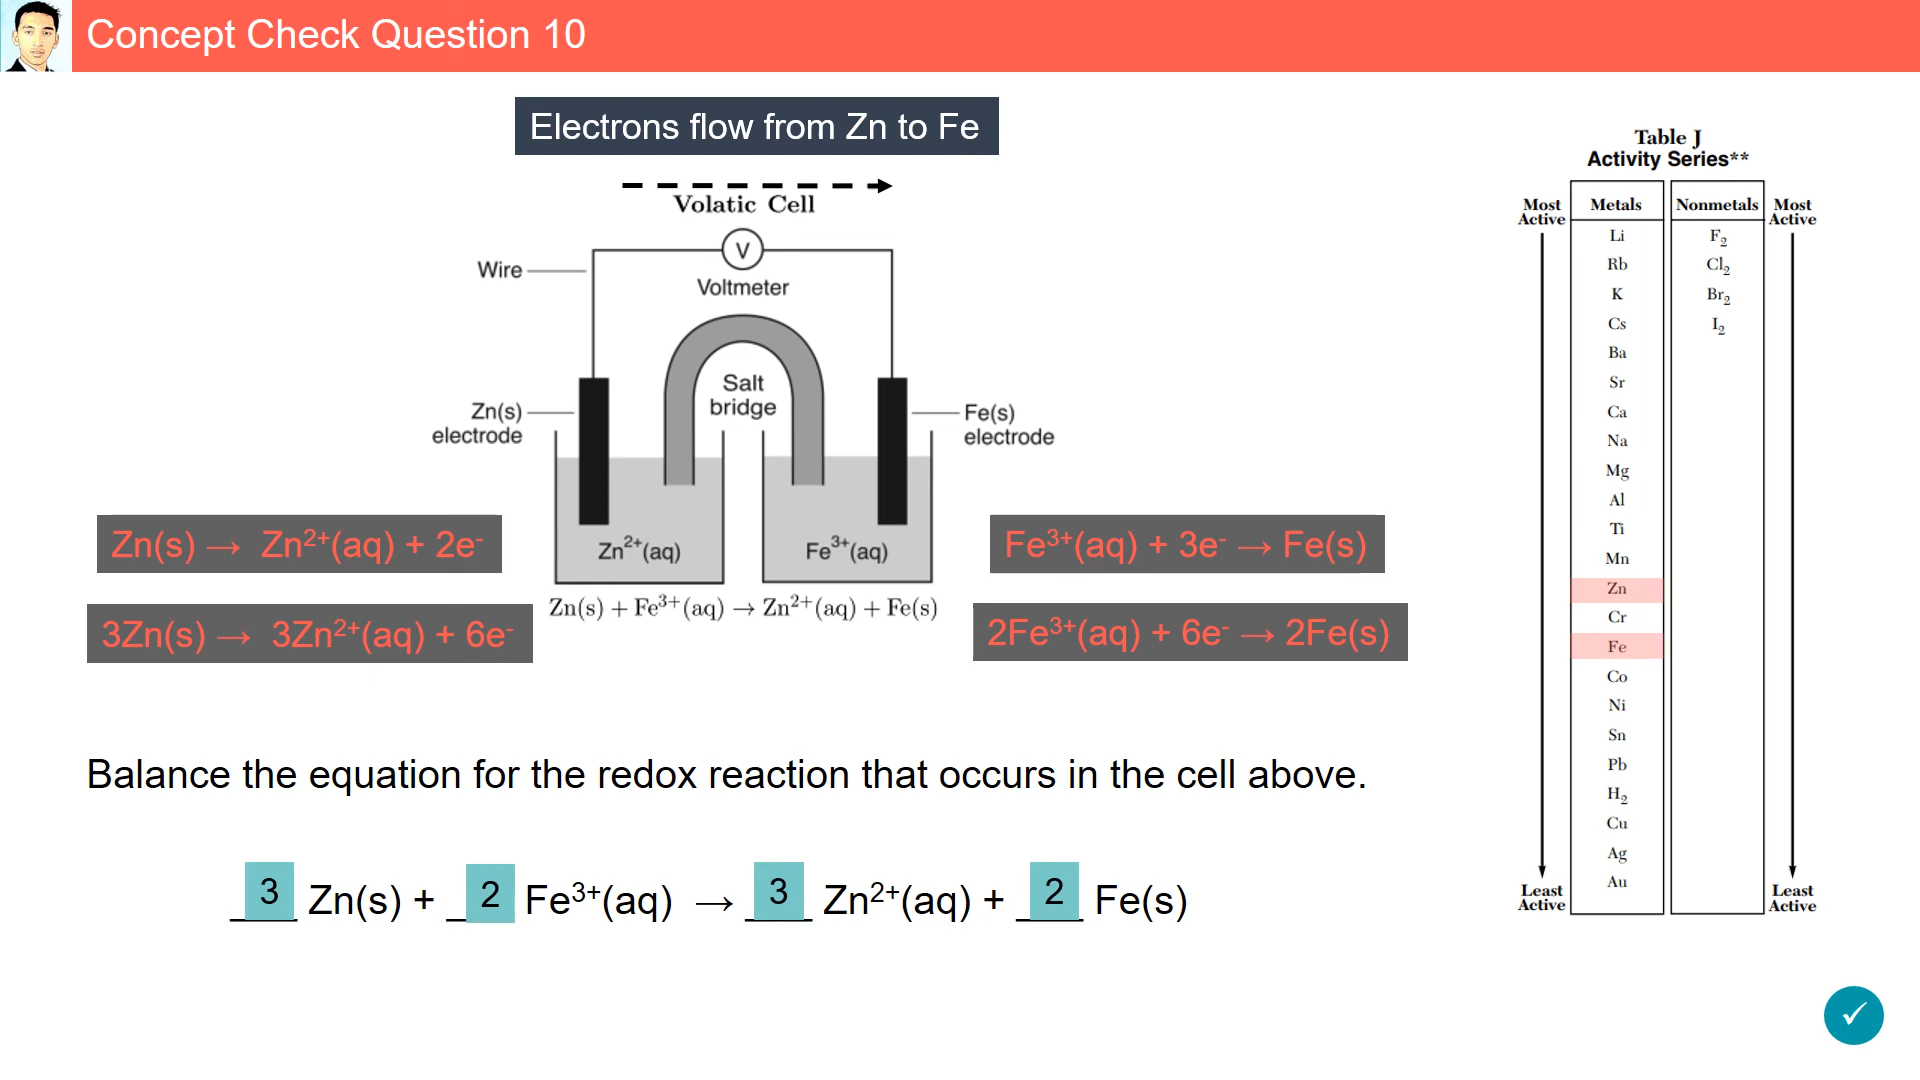 Concept Check Question 10
Electrons flow from Zn to Fe
Volatic Cell
V
Wire
Voltmeter
Salt
bridge
Zn(s)
electrode
Fe(s)
electrode
Zn²⁺(aq)
Fe³⁺(aq)
Zn(s) + Fe³⁺(aq) → Zn²⁺(aq) + Fe(s)
Zn(s) → Zn²⁺(aq) + 2e⁻
3Zn(s) → 3Zn²⁺(aq) + 6e⁻
Fe³⁺(aq) + 3e⁻ → Fe(s)
2Fe³⁺(aq) + 6e⁻ → 2Fe(s)
Balance the equation for the redox reaction that occurs in the cell above.
3 Zn(s) + 2 Fe³⁺(aq) → 3 Zn²⁺(aq) + 2 Fe(s)
Table J
Activity Series**
Most
Active
Metals
Nonmetals
Most
Active
Li F₂
Rb Cl₂
K Br₂
Cs I₂
Ba
Sr
Ca
Na
Mg
Al
Ti
Mn
Zn
Cr
Fe
Co
Ni
Sn
Pb
H₂
Cu
Ag
Au
Least
Active
Least
Active